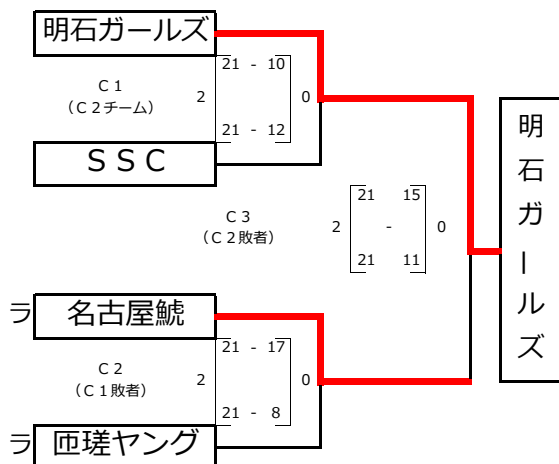 明石ガールズ
21 - 10
C1
(C2チーム)
2
0
21 - 12
SSC
明石ガールズ
21 15
C3
(C2敗者)
2
-
0
21 11
ラ 名古屋鯱
21 - 17
C2
(C1敗者)
2
0
21 - 8
ラ 匝瑳ヤング